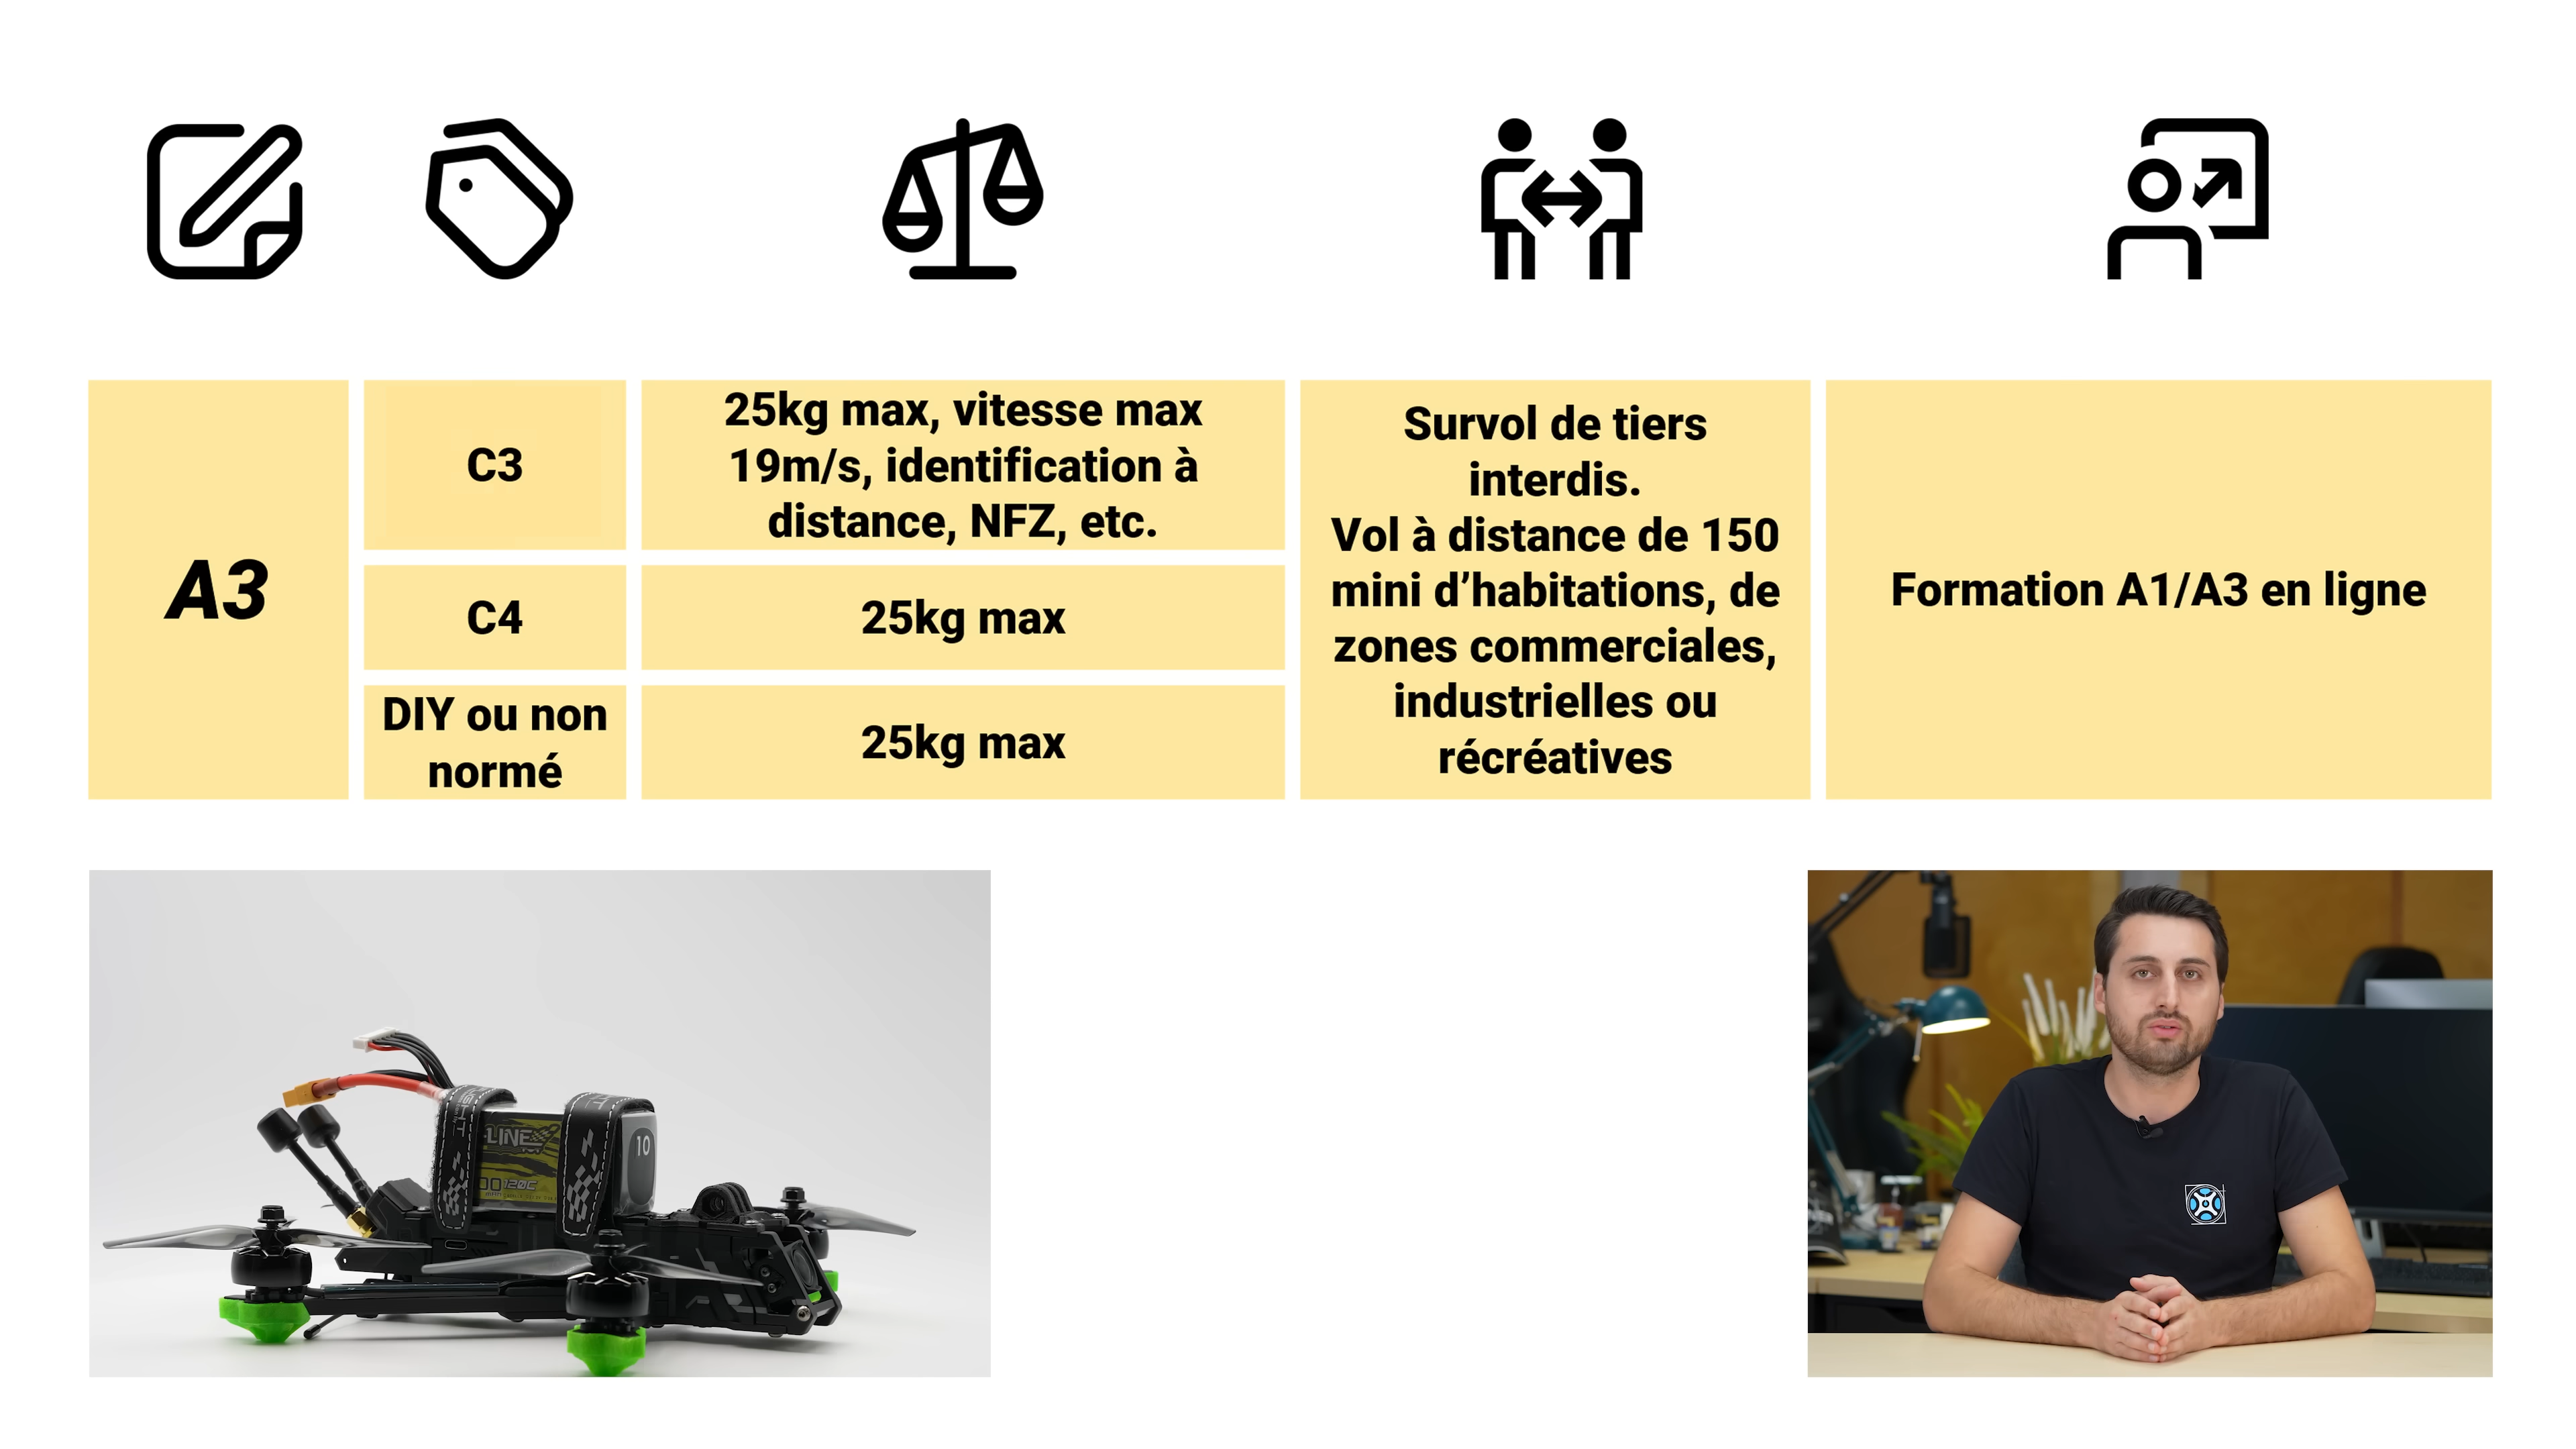 A3
C3
25kg max, vitesse max
19m/s, identification à
distance, NFZ, etc.
C4
25kg max
DIY ou non
normé
25kg max
Survol de tiers
interdis.
Vol à distance de 150
mini d’habitations, de
zones commerciales,
industrielles ou
récréatives
Formation A1/A3 en ligne
-LINE
120C
10